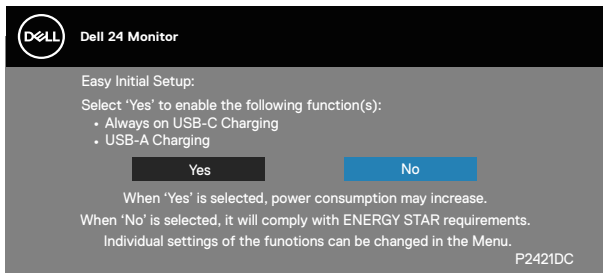 DELL Dell 24 Monitor
Easy Initial Setup:
Select ‘Yes’ to enable the following function(s):
• Always on USB-C Charging
• USB-A Charging
Yes No
When ‘Yes’ is selected, power consumption may increase.
When ‘No’ is selected, it will comply with ENERGY STAR requirements.
Individual settings of the funotions can be changed in the Menu.
P2421DC